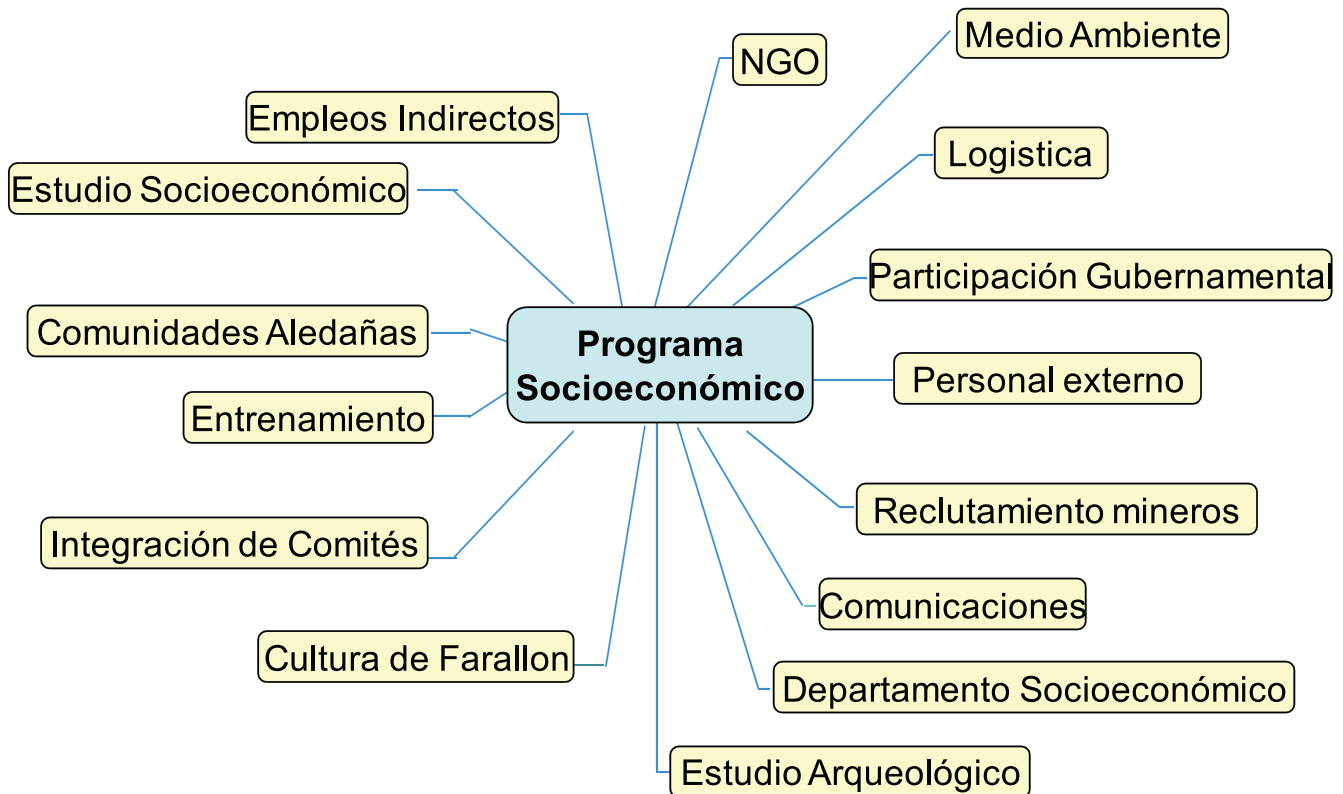 Medio Ambiente
NGO
Empleos Indirectos
Logistica
Estudio Socioeconómico
Participación Gubernamental
Comunidades Aledañas
Programa
Socioeconómico
Personal externo
Entrenamiento
Reclutamiento mineros
Integración de Comités
Comunicaciones
Cultura de Farallon
Departamento Socioeconómico
Estudio Arqueológico